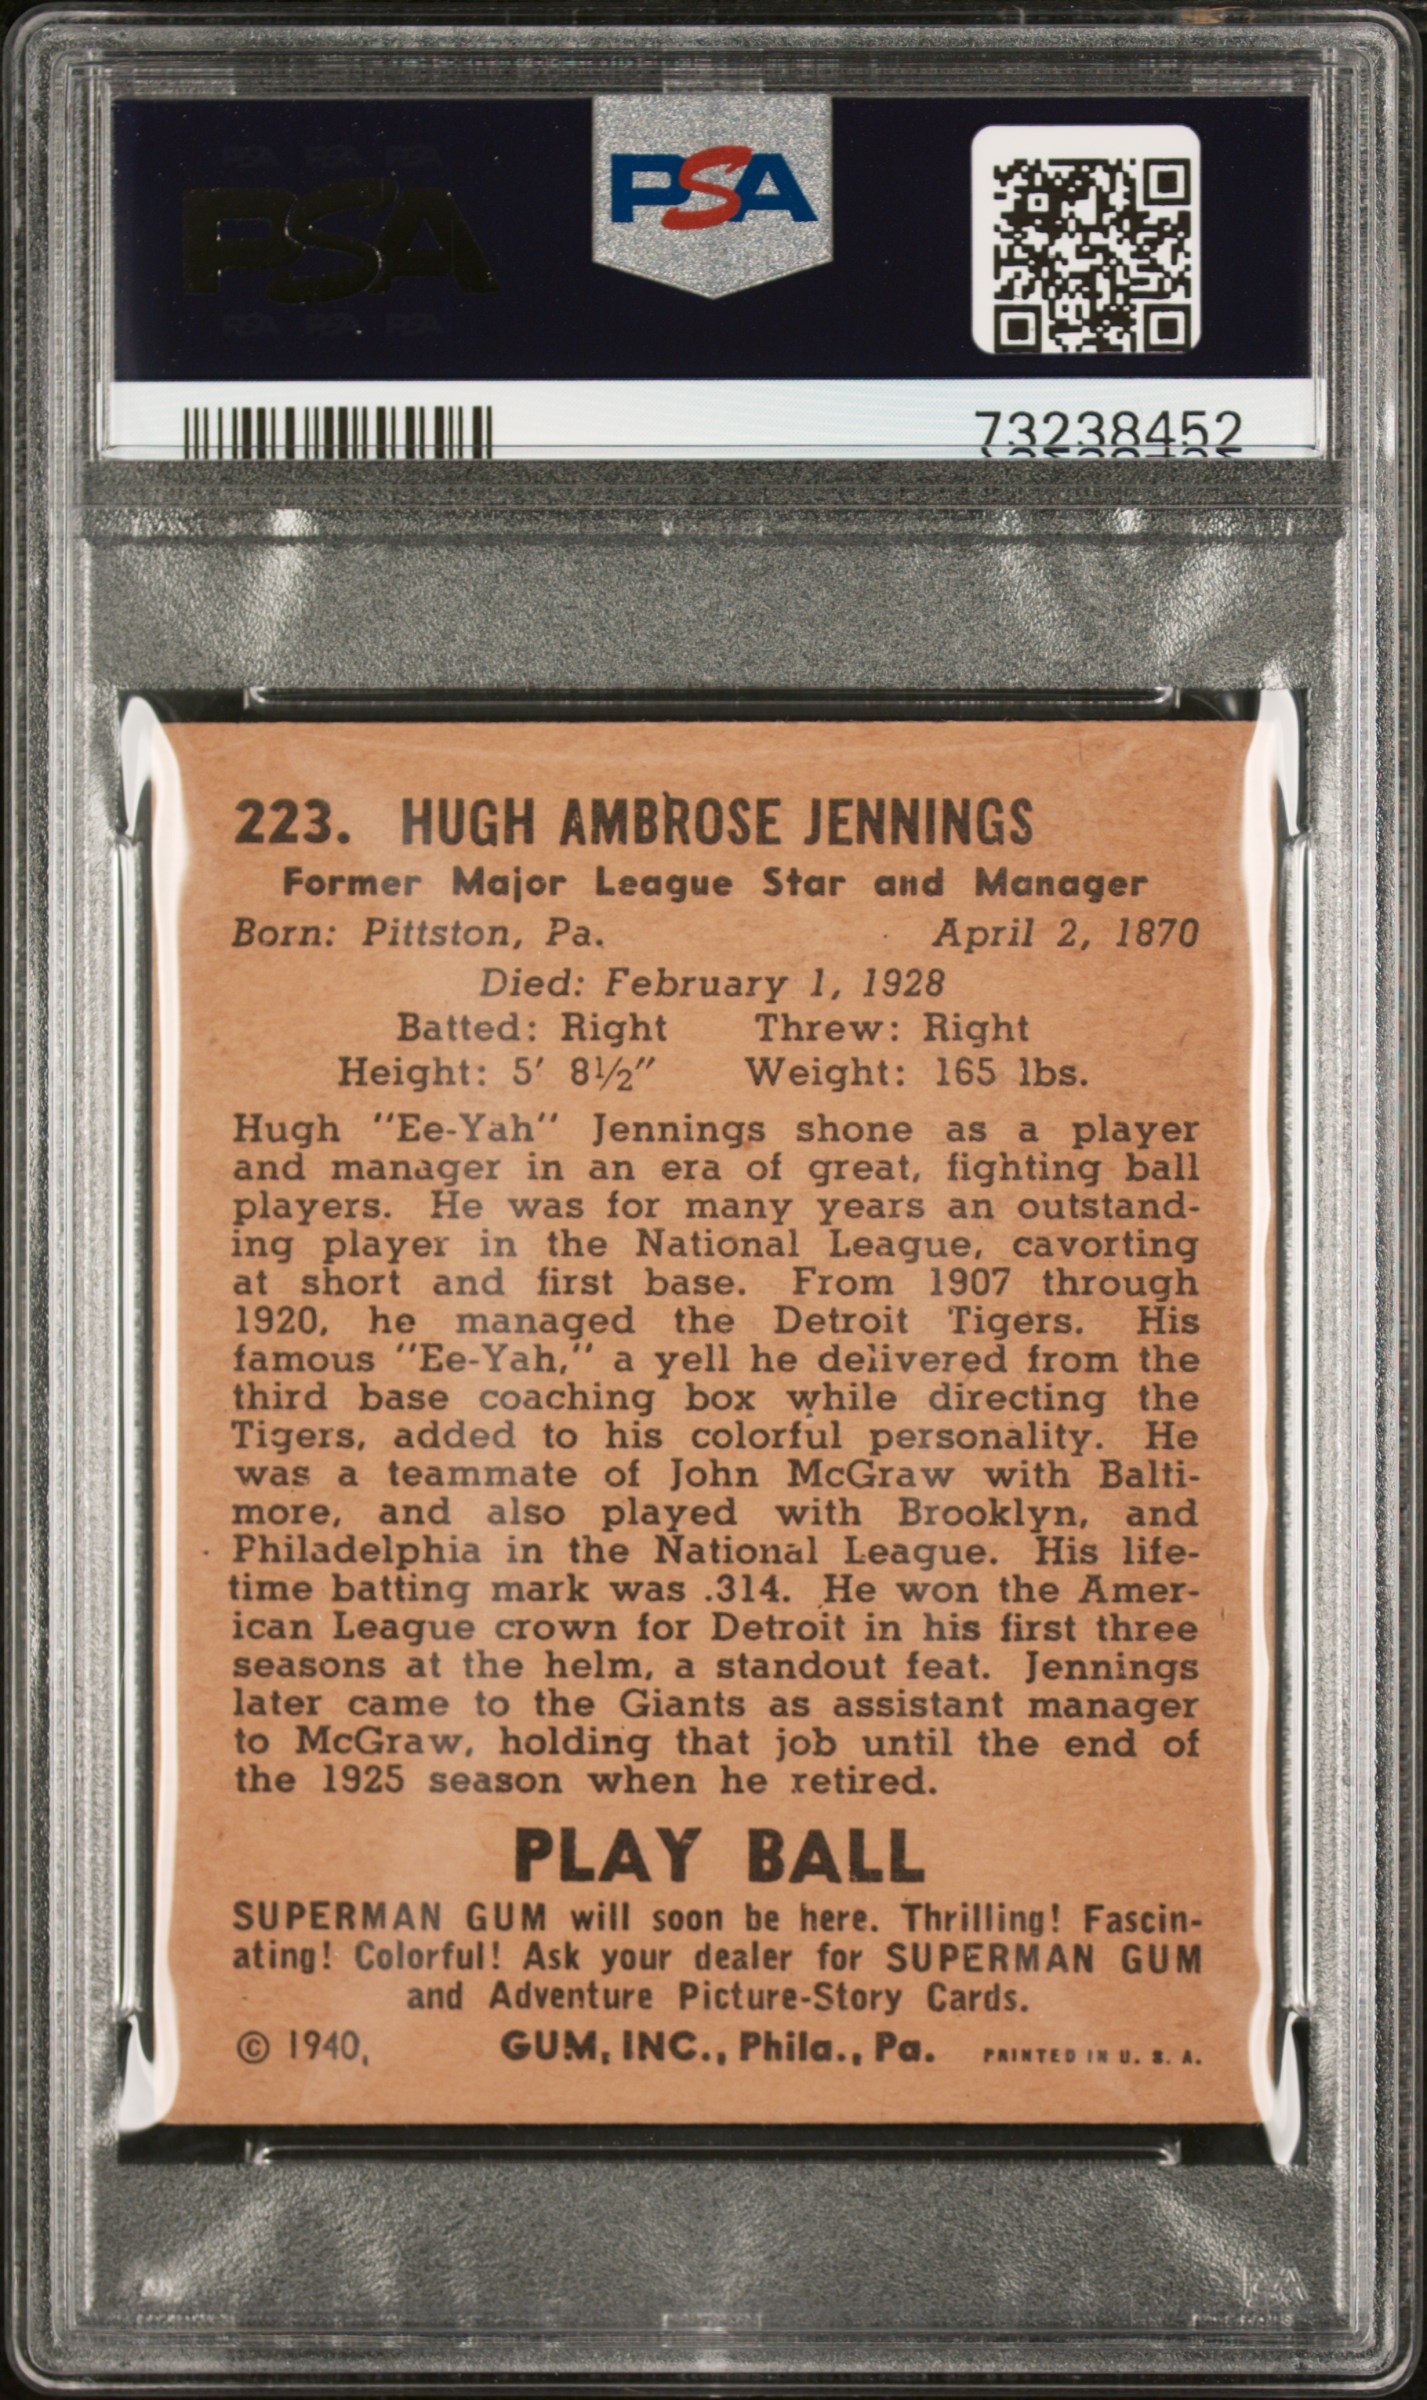 PSA
PSA
73238452
223. HUGH AMBROSE JENNINGS
Former Major League Star and Manager
Born: Pittston, Pa. April 2, 1870
Died: February 1, 1928
Batted: Right Threw: Right
Height: 5′ 8½″ Weight: 165 lbs.
Hugh "Ee-Yah" Jennings shone as a player
and manager in an era of great, fighting ball
players. He was for many years an outstand-
ing player in the National League, cavorting
at short and first base. From 1907 through
1920, he managed the Detroit Tigers. His
famous "Ee-Yah," a yell he delivered from the
third base coaching box while directing the
Tigers, added to his colorful personality. He
was a teammate of John McGraw with Balti-
more, and also played with Brooklyn, and
Philadelphia in the National League. His life-
time batting mark was .314. He won the Amer-
ican League crown for Detroit in his first three
seasons at the helm, a standout feat. Jennings
later came to the Giants as assistant manager
to McGraw, holding that job until the end of
the 1925 season when he retired.
PLAY BALL
SUPERMAN GUM will soon be here. Thrilling! Fascin-
ating! Colorful! Ask your dealer for SUPERMAN GUM
and Adventure Picture-Story Cards.
© 1940, GUM, INC., Phila., Pa. PRINTED IN U. S. A.